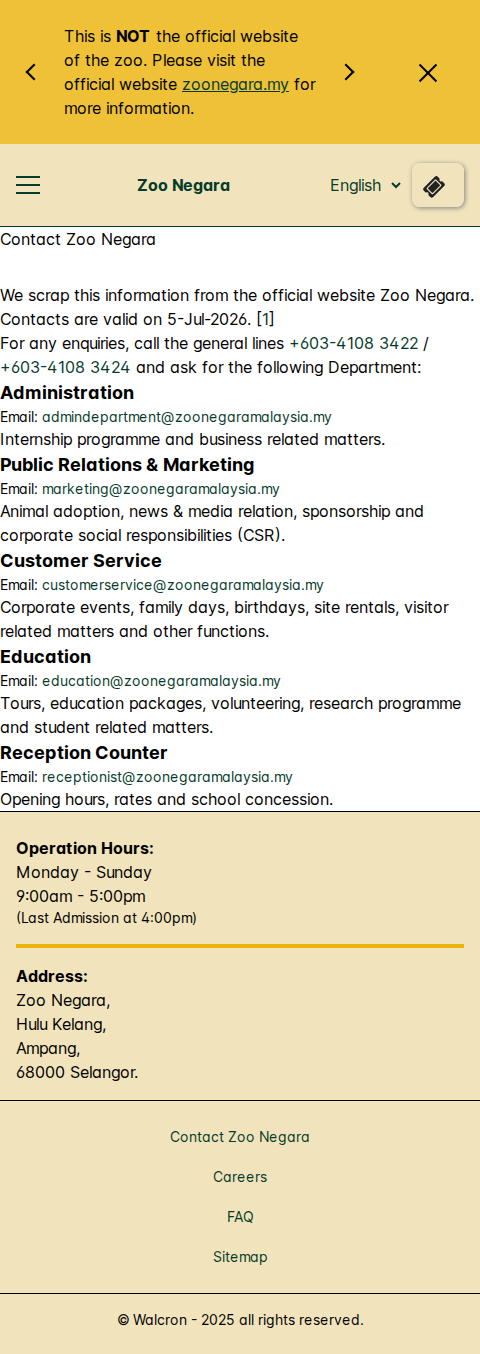 This is NOT the official website
of the zoo. Please visit the
official website zoonegara.my for
more information.
Zoo Negara
English
Contact Zoo Negara
We scrap this information from the official website Zoo Negara.
Contacts are valid on 5-Jul-2026. [1]
For any enquiries, call the general lines +603-4108 3422 /
+603-4108 3424 and ask for the following Department:
Administration
Email: admindepartment@zoonegaramalaysia.my
Internship programme and business related matters.
Public Relations & Marketing
Email: marketing@zoonegaramalaysia.my
Animal adoption, news & media relation, sponsorship and
corporate social responsibilities (CSR).
Customer Service
Email: customerservice@zoonegaramalaysia.my
Corporate events, family days, birthdays, site rentals, visitor
related matters and other functions.
Education
Email: education@zoonegaramalaysia.my
Tours, education packages, volunteering, research programme
and student related matters.
Reception Counter
Email: receptionist@zoonegaramalaysia.my
Opening hours, rates and school concession.
Operation Hours:
Monday - Sunday
9:00am - 5:00pm
(Last Admission at 4:00pm)
Address:
Zoo Negara,
Hulu Kelang,
Ampang,
68000 Selangor.
Contact Zoo Negara
Careers
FAQ
Sitemap
© Walcron - 2025 all rights reserved.